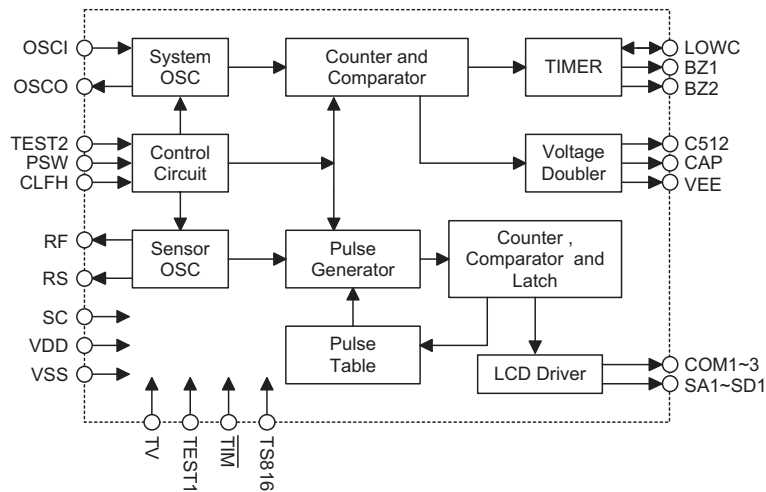 OSCI
OSCO
TEST2
PSW
CLFH
RF
RS
SC
VDD
VSS
System
OSC
Control
Circuit
Sensor
OSC
Counter and
Comparator
Pulse
Generator
Pulse
Table
TIMER
Voltage
Doubler
Counter ,
Comparator and
Latch
LCD Driver
LOWC
BZ1
BZ2
C512
CAP
VEE
COM1~3
SA1~SD1
TV
TEST1
TIM
TS816